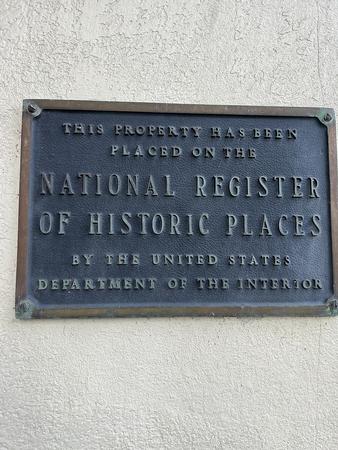 THIS PROPERTY HAS BEEN
PLACED ON THE
NATIONAL REGISTER
OF HISTORIC PLACES
BY THE UNITED STATES
DEPARTMENT OF THE INTERIOR